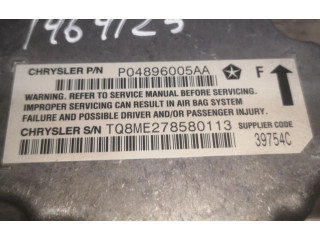 1464125
CHRYSLER P/N P04896005AA
F
WARNING. REFER TO SERVICE MANUAL BEFORE SERVICING.
IMPROPER SERVICING CAN RESULT IN AIR BAG SYSTEM
FAILURE AND POSSIBLE DRIVER AND/OR PASSENGER INJURY.
CHRYSLER S/N TQ8ME278580113 SUPPLIER CODE
39754C